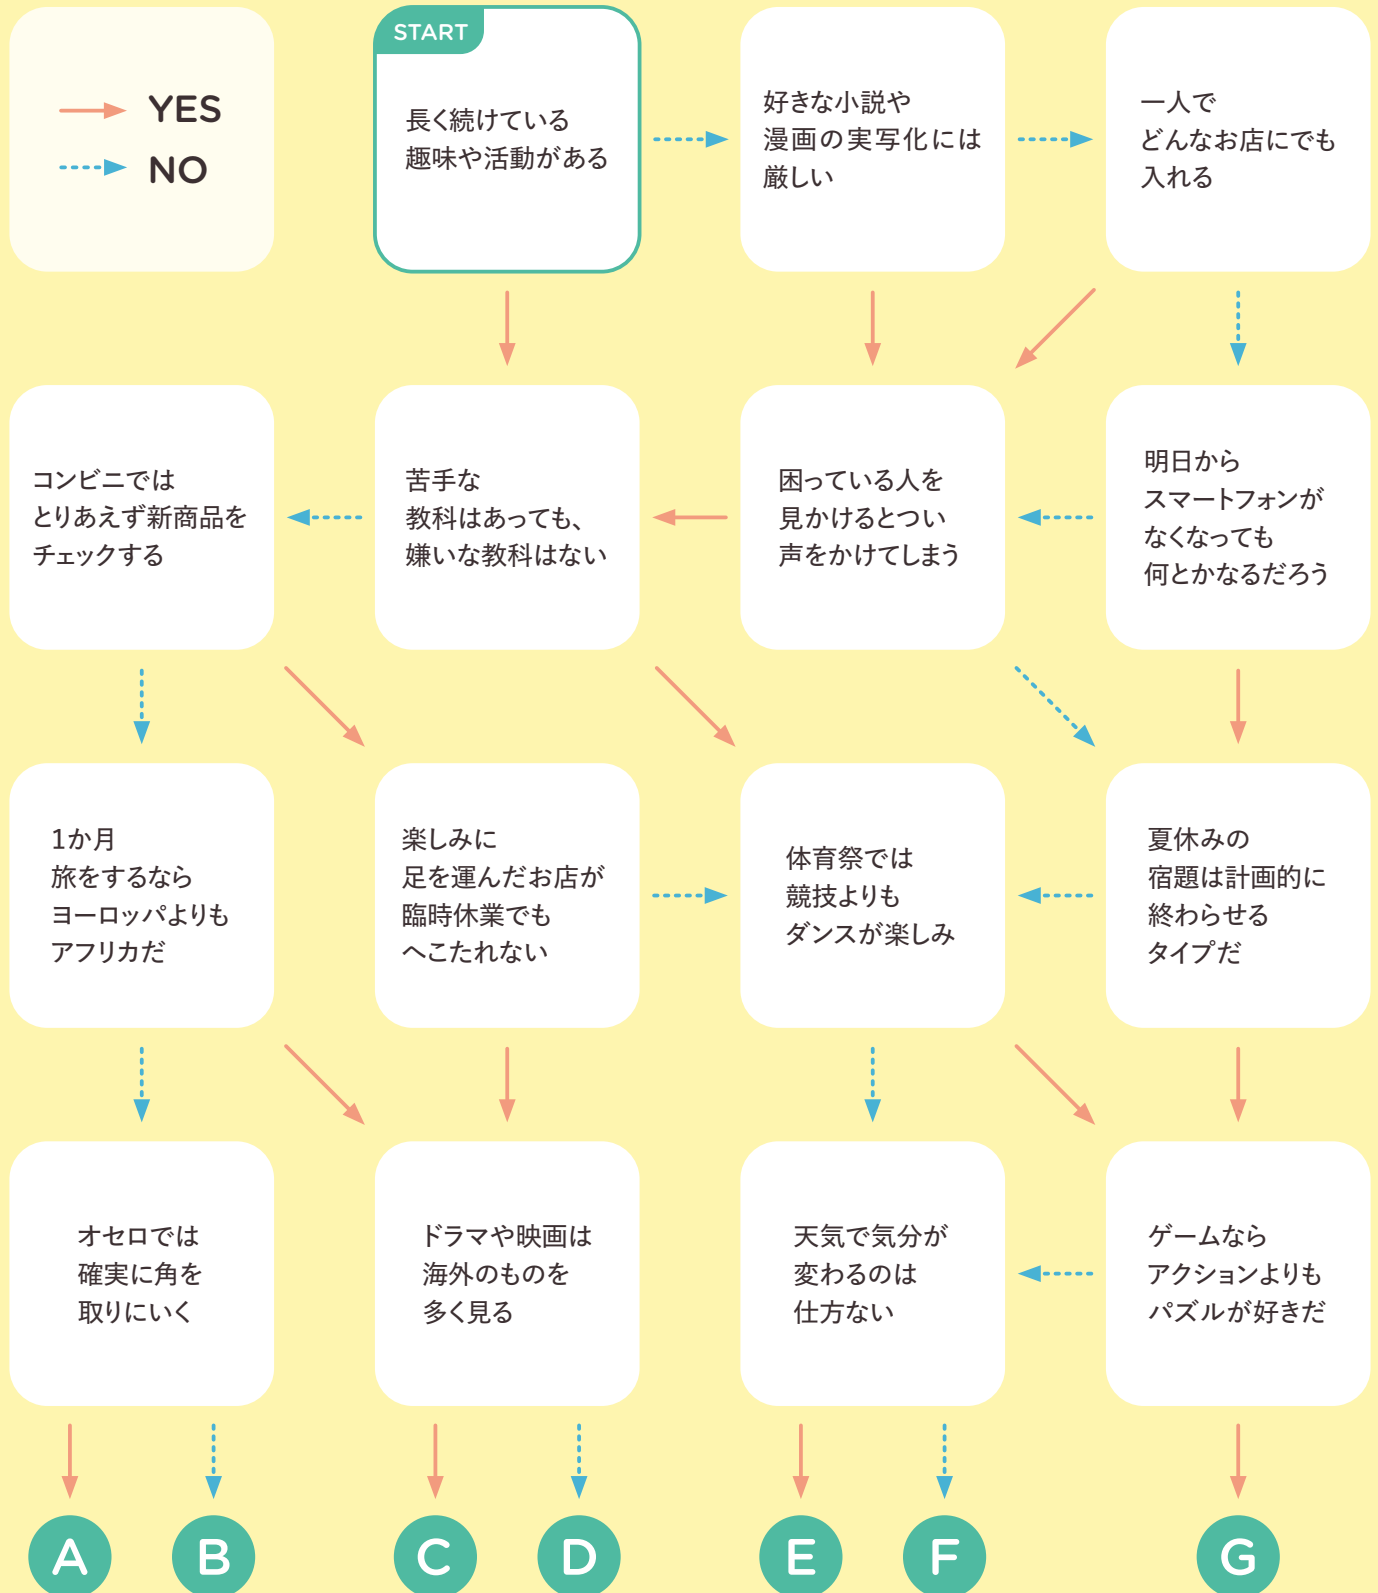 YES
NO
START
長く続けている
趣味や活動がある
好きな小説や
漫画の実写化には
厳しい
一人で
どんなお店にでも
入れる
コンビニでは
とりあえず新商品を
チェックする
苦手な
教科はあっても、
嫌いな教科はない
困っている人を
見かけるとつい
声をかけてしまう
明日から
スマートフォンが
なくなっても
何とかなるだろう
1か月
旅をするなら
ヨーロッパよりも
アフリカだ
楽しみに
足を運んだお店が
臨時休業でも
へこたれない
体育祭では
競技よりも
ダンスが楽しみ
夏休みの
宿題は計画的に
終わらせる
タイプだ
オセロでは
確実に角を
取りにいく
ドラマや映画は
海外のものを
多く見る
天気で気分が
変わるのは
仕方ない
ゲームなら
アクションよりも
パズルが好きだ
A
B
C
D
E
F
G